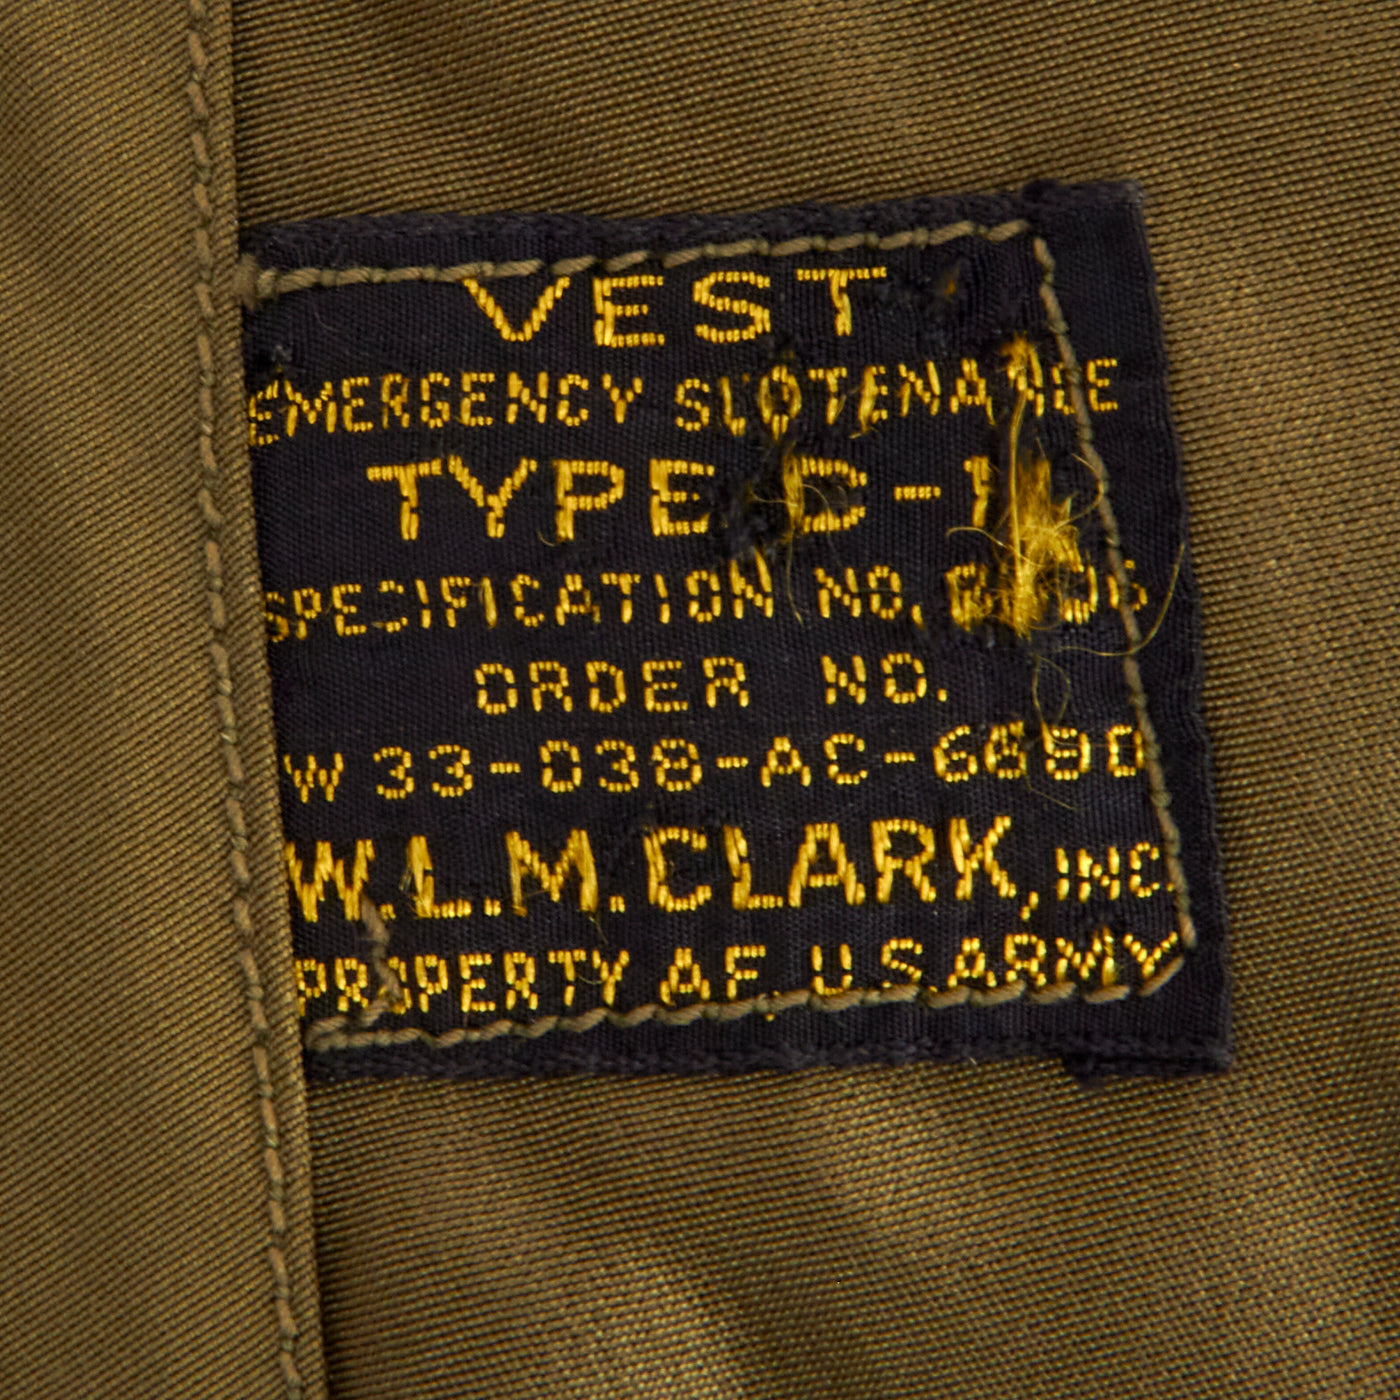 VEST
EMERGENCY SUSTENANCE
TYPE C-1
SPECIFICATION NO.
ORDER NO.
W 33-038-AC-6690
W.L.M.CLARK, INC.
PROPERTY A.F. U.S.ARMY